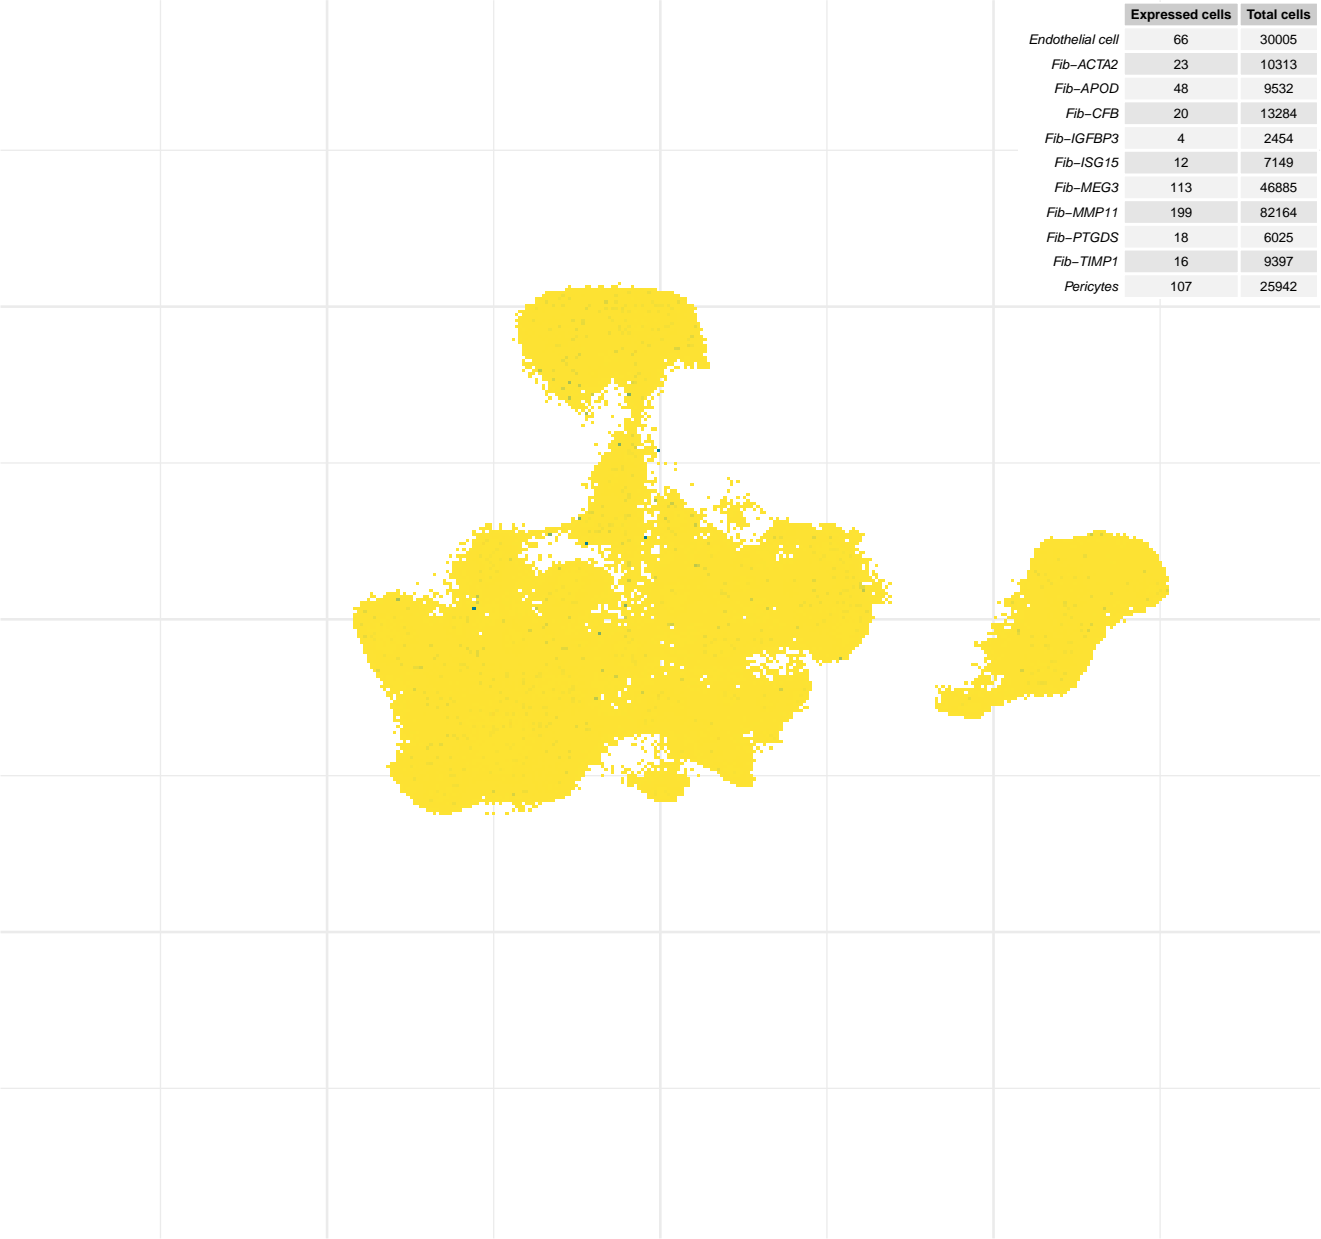 Expressed cells Total cells
Endothelial cell 66 30005
Fib−ACTA2 23 10313
Fib−APOD 48 9532
Fib−CFB 20 13284
Fib−IGFBP3 4 2454
Fib−ISG15 12 7149
Fib−MEG3 113 46885
Fib−MMP11 199 82164
Fib−PTGDS 18 6025
Fib−TIMP1 16 9397
Pericytes 107 25942